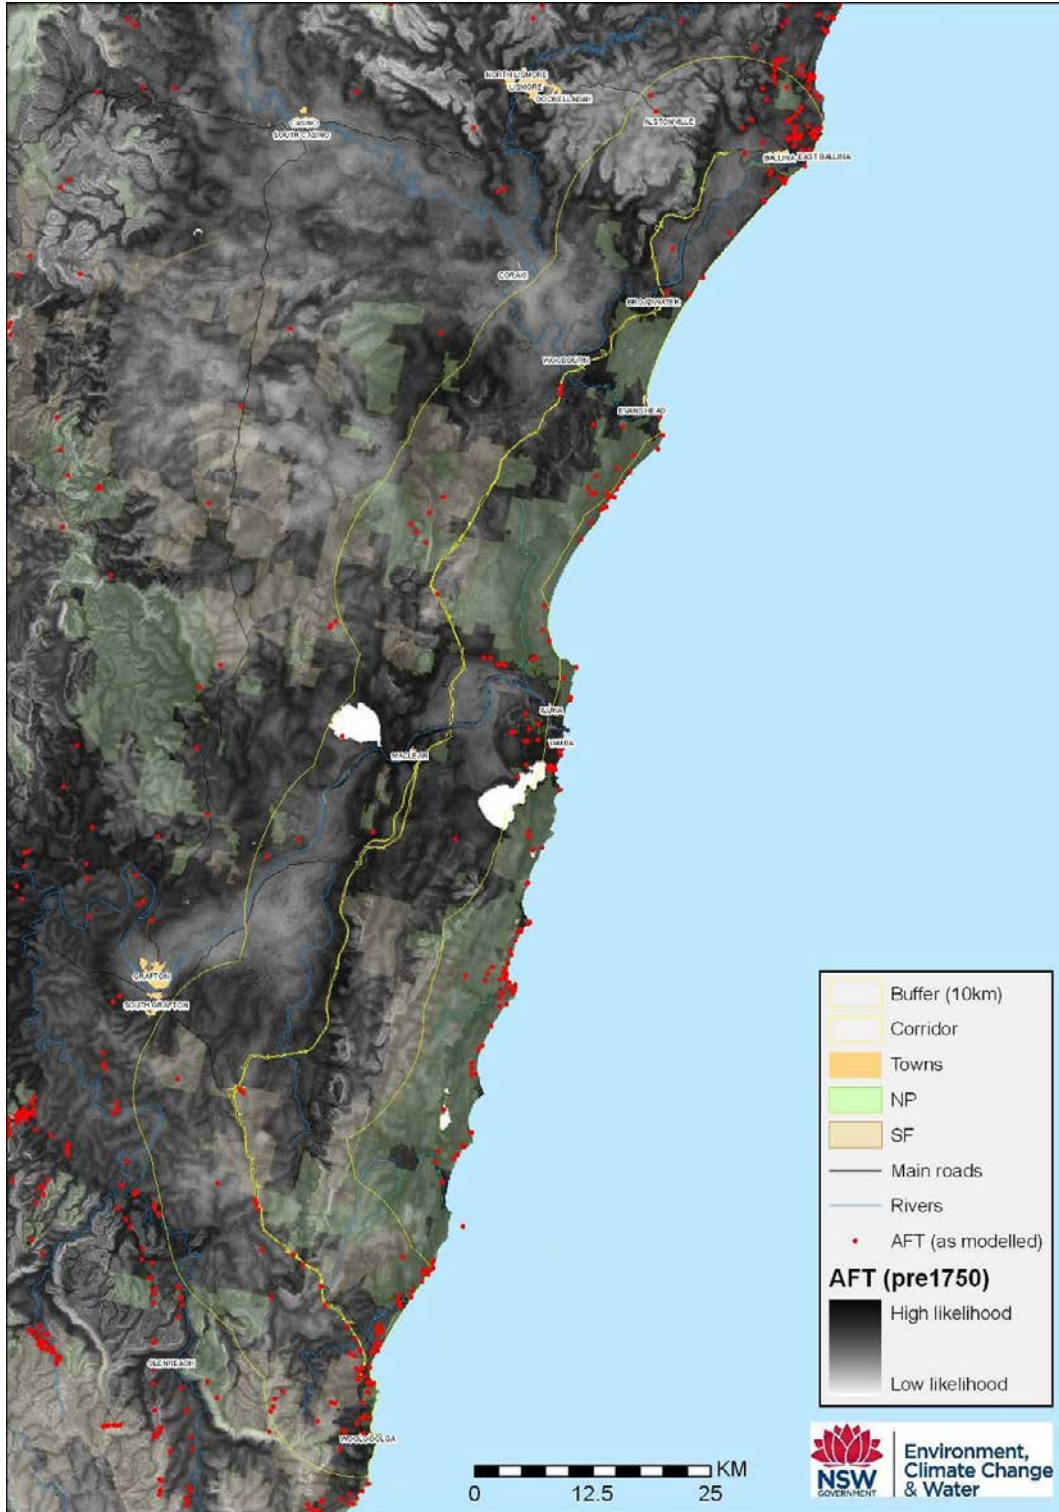 NORTH LISMORE
LISMORE
GOONELLABAH
ALSTONVILLE
CASINO
SOUTH CASINO
BALLINA
EAST BALLINA
CORAKI
BROADWATER
WOODBURN
EVANS HEAD
ILUKA
YAMBA
MACLEAN
GRAFTON
SOUTH GRAFTON
GLENREAGH
WOOLGOOLGA
Buffer (10km)
Corridor
Towns
NP
SF
Main roads
Rivers
AFT (as modelled)
AFT (pre1750)
High likelihood
Low likelihood
KM
0 12.5 25
NSW
GOVERNMENT
Environment,
Climate Change
& Water